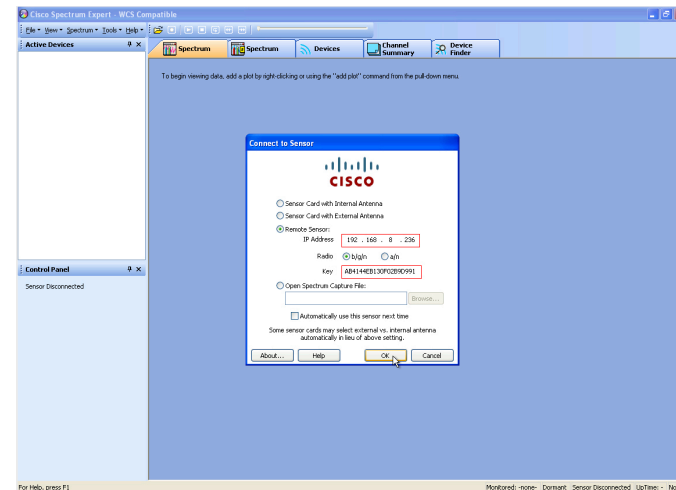 Cisco Spectrum Expert - WCS Compatible
File View Spectrum Tools Help
Active Devices
Spectrum Spectrum Devices Channel Summary Device Finder
To begin viewing data, add a plot by right-clicking or using the "add plot" command from the pull-down menu.
Connect to Sensor
CISCO
Sensor Card with Internal Antenna
Sensor Card with External Antenna
Remote Sensor:
IP Address 192 . 168 . 8 . 236
Radio b/g/n a/n
Key AB4144EB130F02B9D991
Open Spectrum Capture File:
Browse...
Automatically use this sensor next time
Some sensor cards may select external vs. internal antenna
automatically in lieu of above setting.
About... Help OK Cancel
Control Panel
Sensor Disconnected
For Help, press F1
Monitored: -none- Dormant Sensor Disconnected UpTime: - No